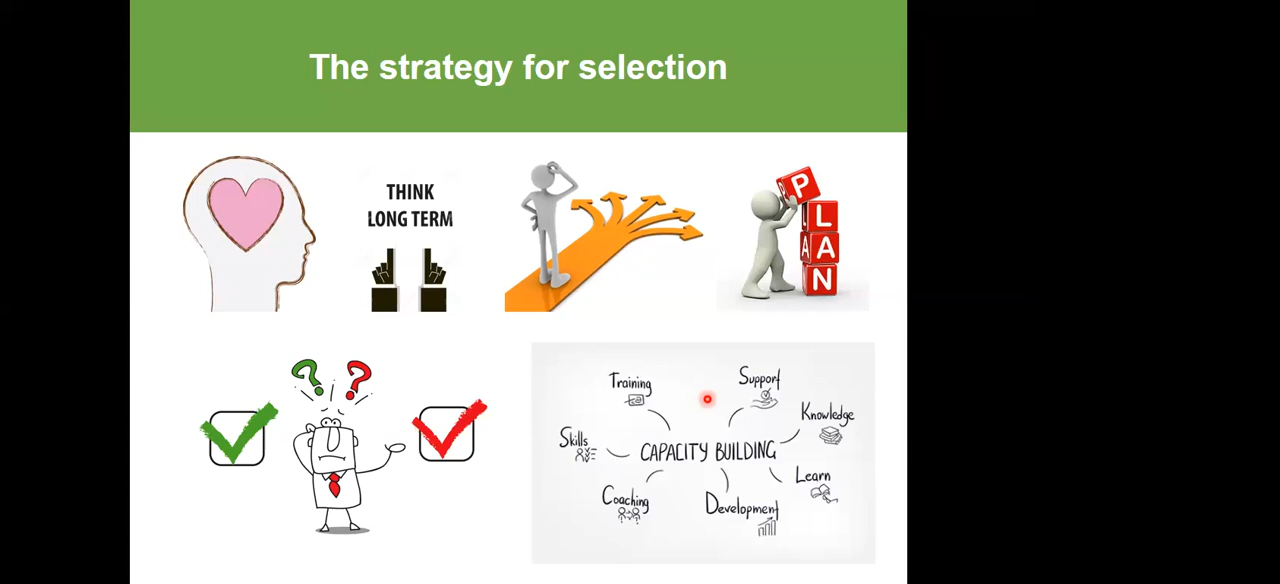 The strategy for selection
THINK
LONG TERM
P
L
A A
N
? ?
Training
Support
Knowledge
Skills
CAPACITY BUILDING
Learn
Coaching
Development